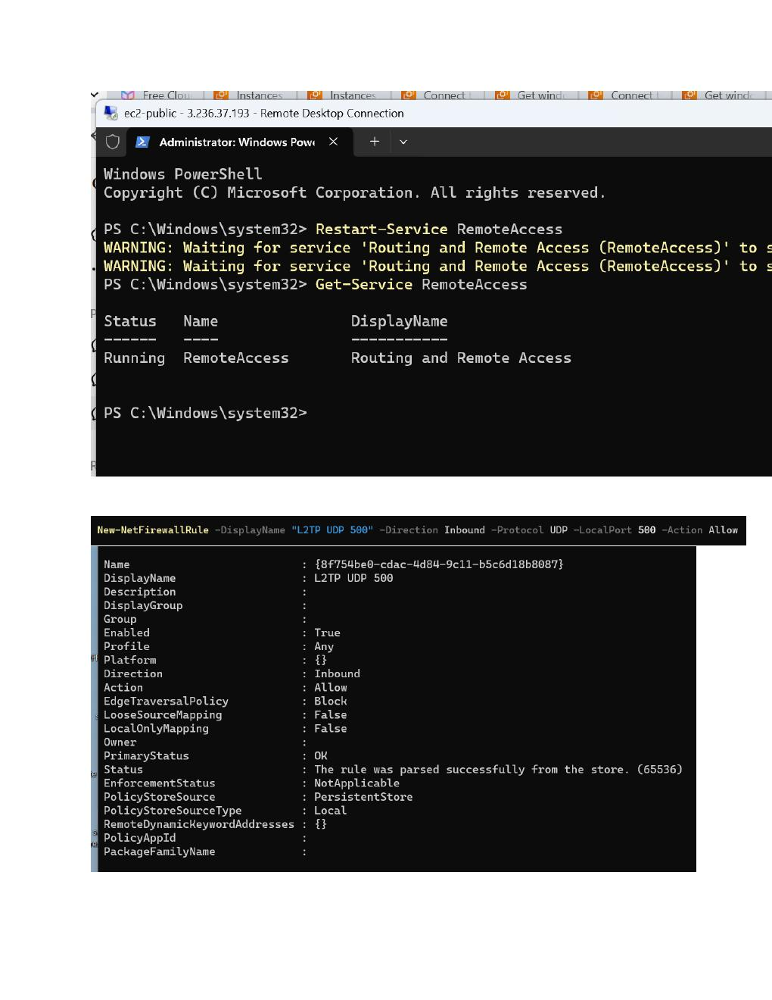 Free Clou
Instances
Instances
Connect
Get wind
Connect
Get wind
ec2-public - 3.236.37.193 - Remote Desktop Connection
Administrator: Windows Pow
Windows PowerShell
Copyright (C) Microsoft Corporation. All rights reserved.
PS C:\Windows\system32> Restart-Service RemoteAccess
WARNING: Waiting for service 'Routing and Remote Access (RemoteAccess)' to s
WARNING: Waiting for service 'Routing and Remote Access (RemoteAccess)' to s
PS C:\Windows\system32> Get-Service RemoteAccess
Status Name DisplayName
------ ---- -----------
Running RemoteAccess Routing and Remote Access
PS C:\Windows\system32>
New-NetFirewallRule -DisplayName "L2TP UDP 500" -Direction Inbound -Protocol UDP -LocalPort 500 -Action Allow
Name : {8f754be0-cdac-4d84-9c11-b5c6d18b8087}
DisplayName : L2TP UDP 500
Description :
DisplayGroup :
Group :
Enabled : True
Profile : Any
Platform : {}
Direction : Inbound
Action : Allow
EdgeTraversalPolicy : Block
LooseSourceMapping : False
LocalOnlyMapping : False
Owner :
PrimaryStatus : OK
Status : The rule was parsed successfully from the store. (65536)
EnforcementStatus : NotApplicable
PolicyStoreSource : PersistentStore
PolicyStoreSourceType : Local
RemoteDynamicKeywordAddresses : {}
PolicyAppId :
PackageFamilyName :